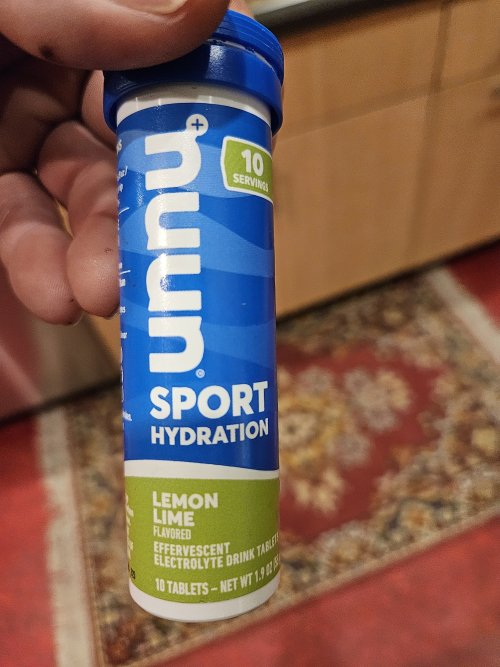 nuun
10
SERVINGS
SPORT
HYDRATION
LEMON
LIME
FLAVORED
EFFERVESCENT
ELECTROLYTE DRINK TABLETS
10 TABLETS – NET WT 1.9 OZ